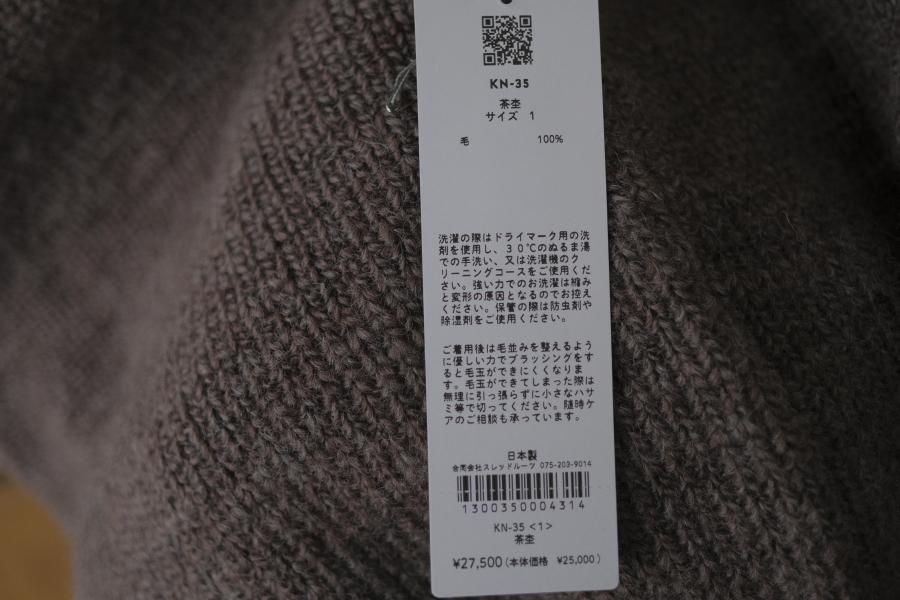 KN-35
茶杢
サイズ 1
毛 100%
洗濯の際はドライマーク用の洗
剤を使用し、30℃のぬるま湯
での手洗い、又は洗濯機のク
リーニングコースをご使用くだ
さい。強い力でのお洗濯は縮み
と変形の原因となるのでお控え
ください。保管の際は防虫剤や
除湿剤をご使用ください。
ご着用後は毛並みを整えるよう
に優しい力でブラッシングをす
ると毛玉ができにくくなりま
す。毛玉ができてしまった際は
無理に引っ張らずに小さなハサ
ミ等で切ってください。随時ケ
アのご相談も承っています。
日本製
合同会社スレッドルーツ 075-203-9014
1300350004314
KN-35 <1>
茶杢
¥27,500(本体価格 ¥25,000)